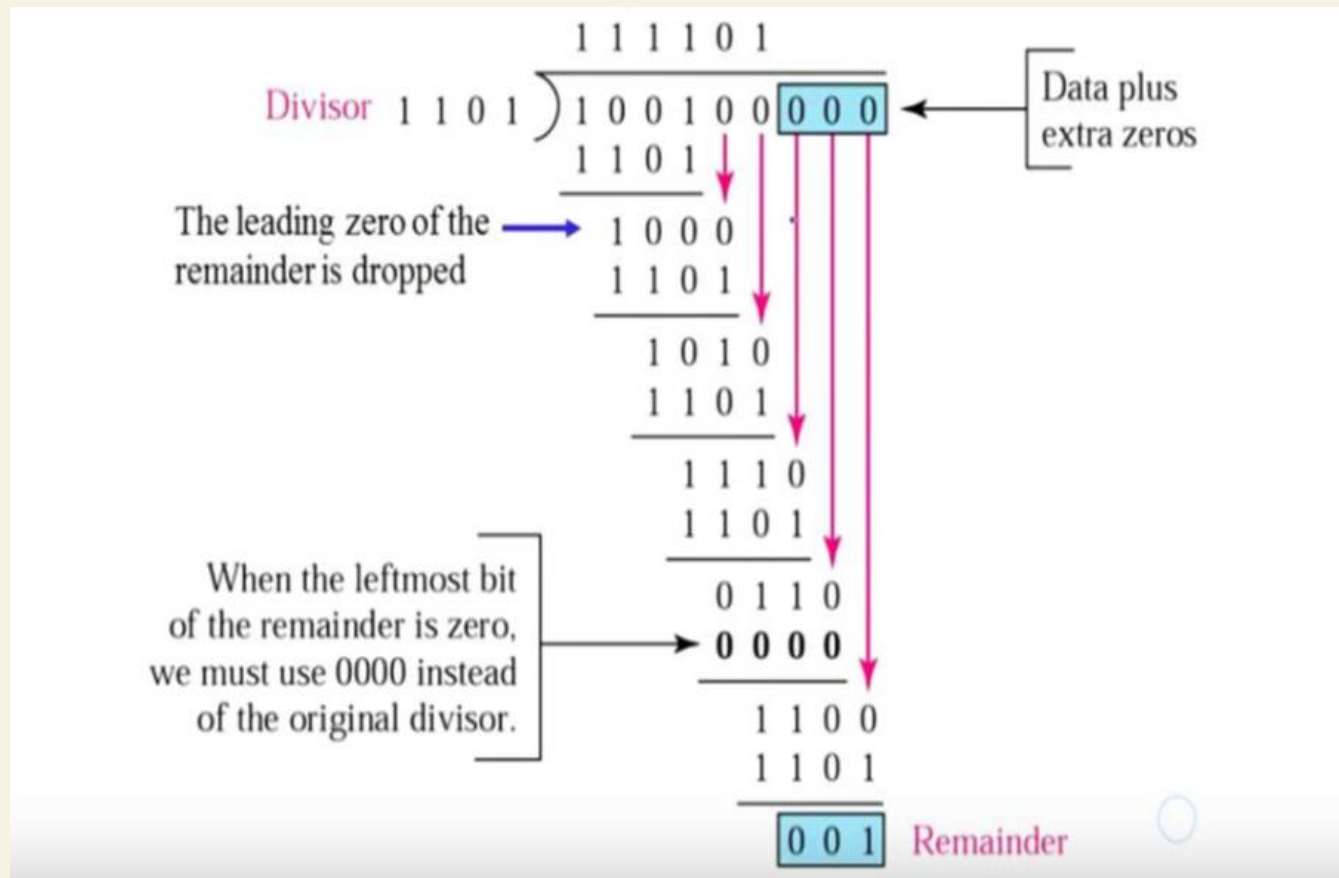 1 1 1 1 0 1
Divisor 1 1 0 1 1 0 0 1 0 0 0 0 0
Data plus
extra zeros
1 1 0 1
The leading zero of the
remainder is dropped
1 0 0 0
1 1 0 1
1 0 1 0
1 1 0 1
1 1 1 0
1 1 0 1
When the leftmost bit
of the remainder is zero,
we must use 0000 instead
of the original divisor.
0 1 1 0
0 0 0 0
1 1 0 0
1 1 0 1
0 0 1 Remainder